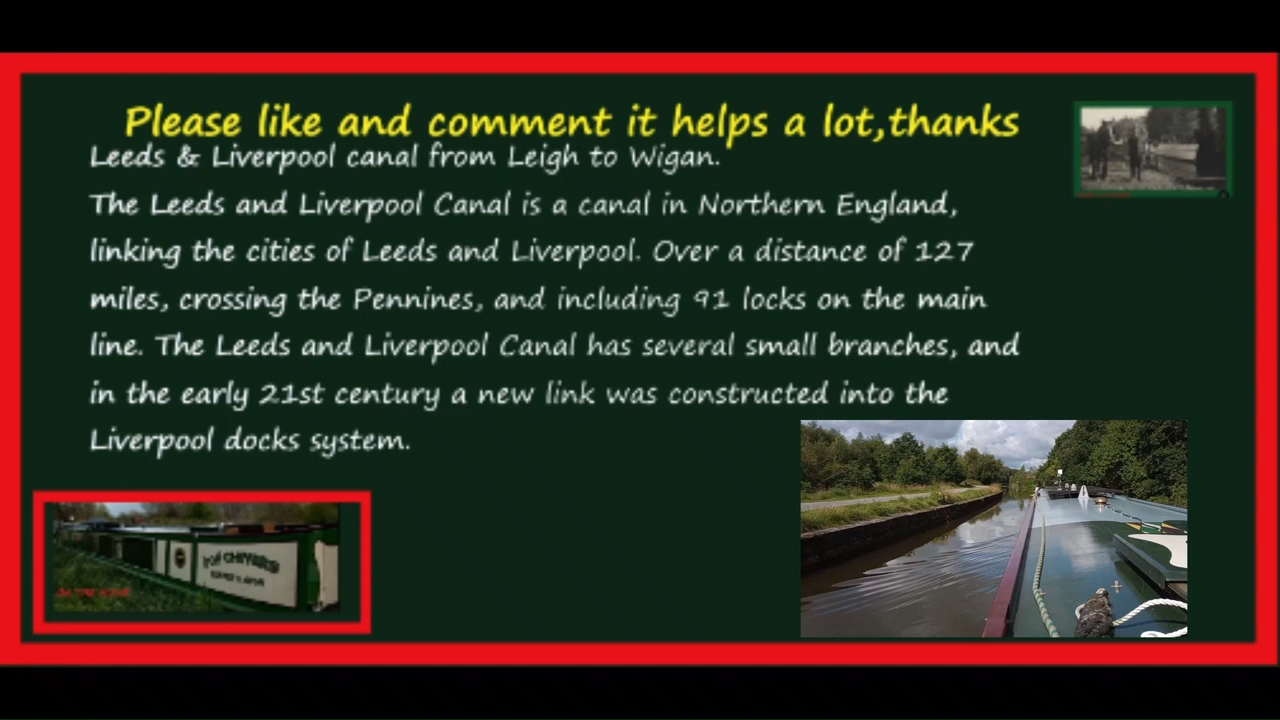 Please like and comment it helps a lot,thanks
Leeds & Liverpool canal from Leigh to Wigan.
The Leeds and Liverpool Canal is a canal in Northern England,
linking the cities of Leeds and Liverpool. Over a distance of 127
miles, crossing the Pennines, and including 91 locks on the main
line. The Leeds and Liverpool Canal has several small branches, and
in the early 21st century a new link was constructed into the
Liverpool docks system.